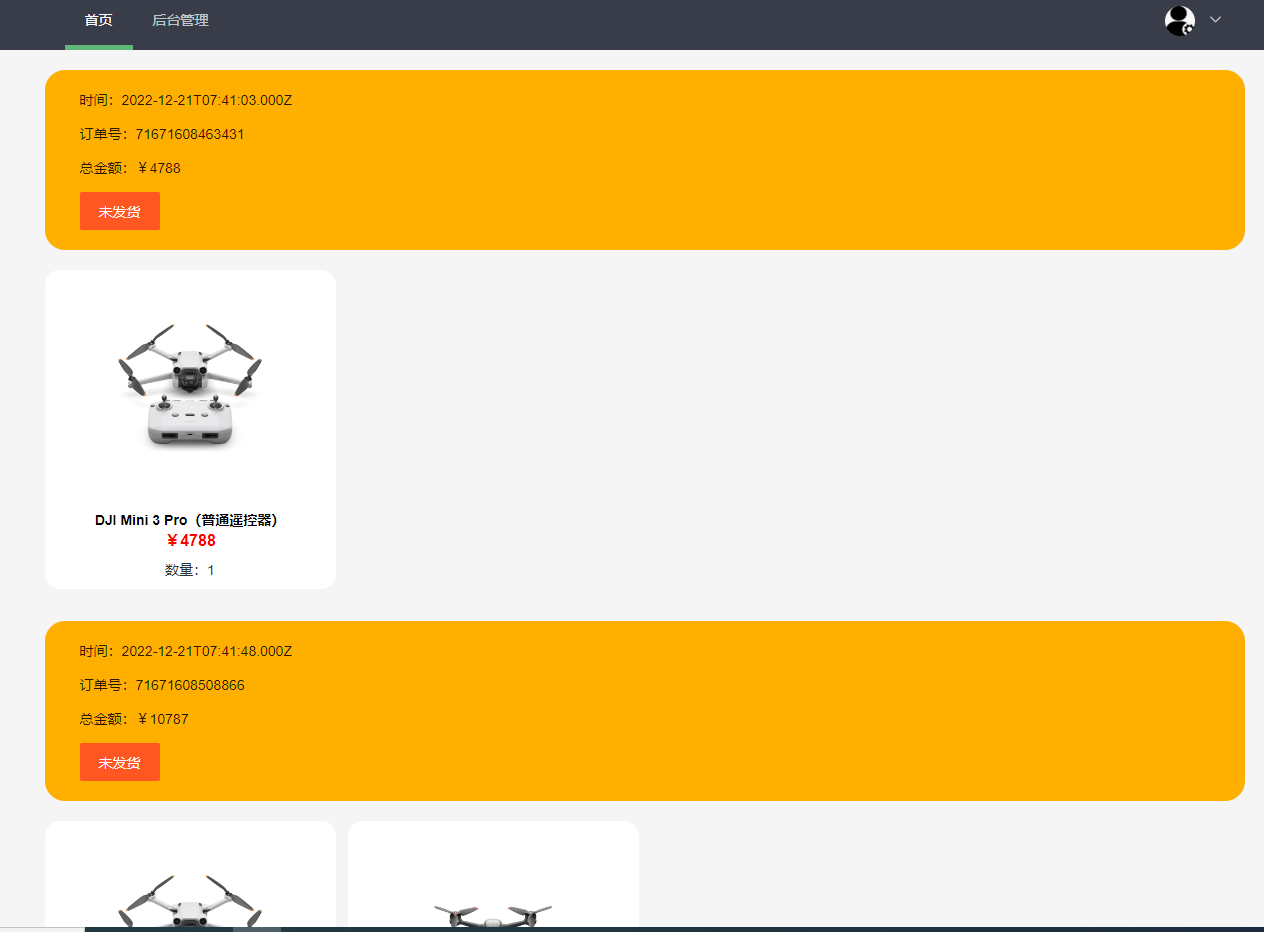 首页 后台管理
时间：2022-12-21T07:41:03.000Z
订单号：71671608463431
总金额：￥4788
未发货
DJI Mini 3 Pro（普通遥控器）
￥4788
数量：1
时间：2022-12-21T07:41:48.000Z
订单号：71671608508866
总金额：￥10787
未发货